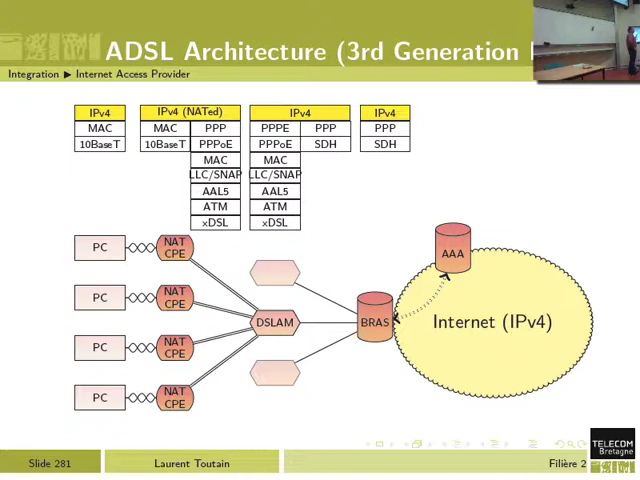 ADSL Architecture (3rd Generation
Integration ▶ Internet Access Provider
IPv4 IPv4 (NATed) IPv4 IPv4
MAC MAC PPP PPPE PPP PPP
10BaseT 10BaseT PPPoE PPPoE SDH SDH
MAC MAC
LLC/SNAP LLC/SNAP
AAL5 AAL5
ATM ATM
xDSL xDSL
PC NAT
CPE
AAA
PC NAT
CPE
DSLAM BRAS Internet (IPv4)
PC NAT
CPE
PC NAT
CPE
TELECOM
Bretagne
Slide 281 Laurent Toutain Filière 2